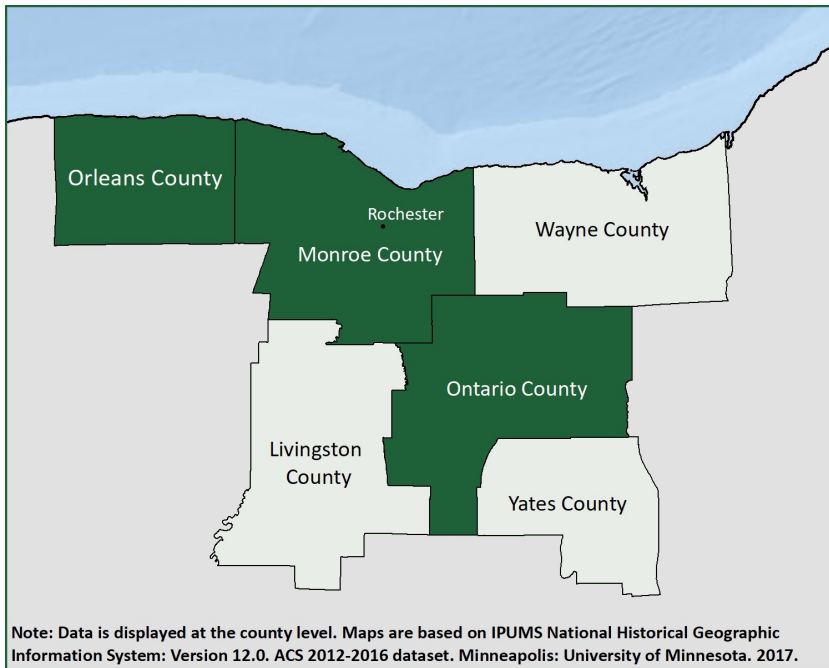 Orleans County
Rochester
Wayne County
Monroe County
Ontario County
Livingston
County
Yates County
Note: Data is displayed at the county level. Maps are based on IPUMS National Historical Geographic
Information System: Version 12.0. ACS 2012-2016 dataset. Minneapolis: University of Minnesota. 2017.